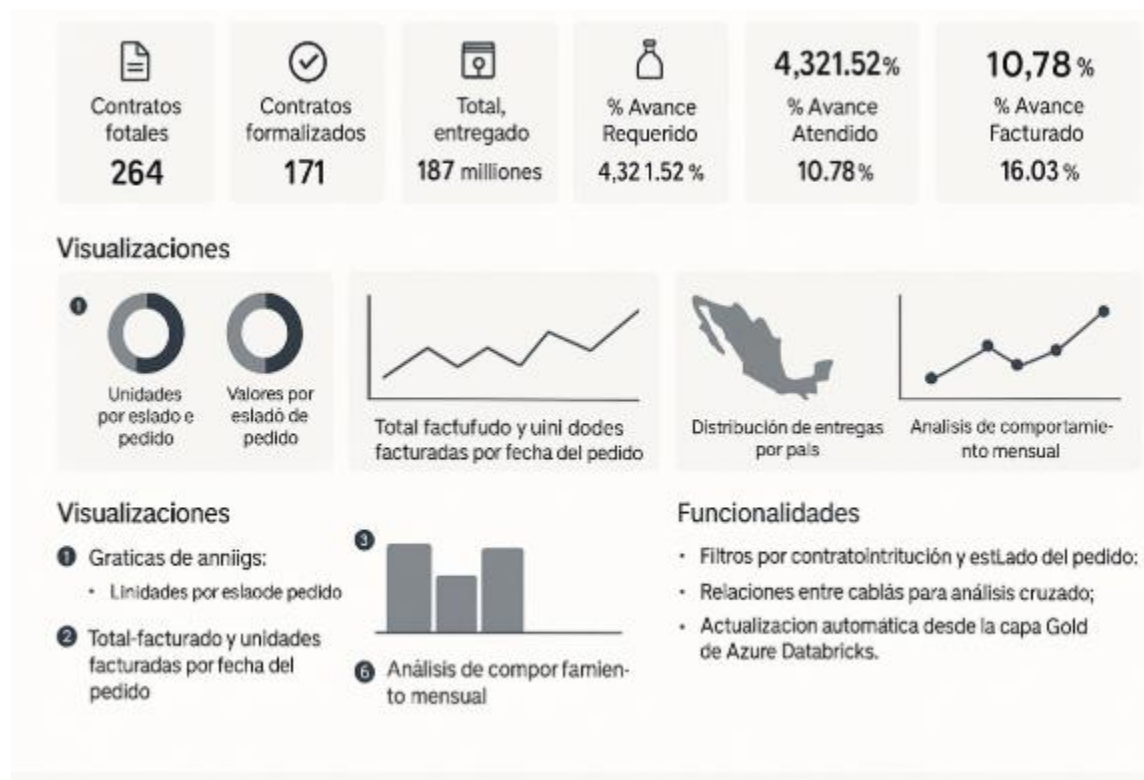 Contratos
fotales
264
Contratos
formalizados
171
Total,
entregado
187 milliones
% Avance
Requerido
4,321.52 %
4,321.52%
% Avance
Atendido
10.78%
10,78 %
% Avance
Facturado
16.03 %
Visualizaciones
1
Unidades
por eslado e
pedido
Valores por
esladó de
pedido
Total factufudo y uini dodes
facturadas por fecha del pedido
Distribución de entregas
por pais
Analisis de comportamie-
nto mensual
Visualizaciones
1 Graticas de anniigs:
• Linidades por eslaode pedido
2 Total-facturado y unidades
facturadas por fecha del
pedido
3
6 Análisis de compor famien-
to mensual
Funcionalidades
• Filtros por contratointritución y estLado del pedido:
• Relaciones entre cablás para análisis cruzado;
• Actualizacion automática desde la capa Gold
de Azure Databricks.